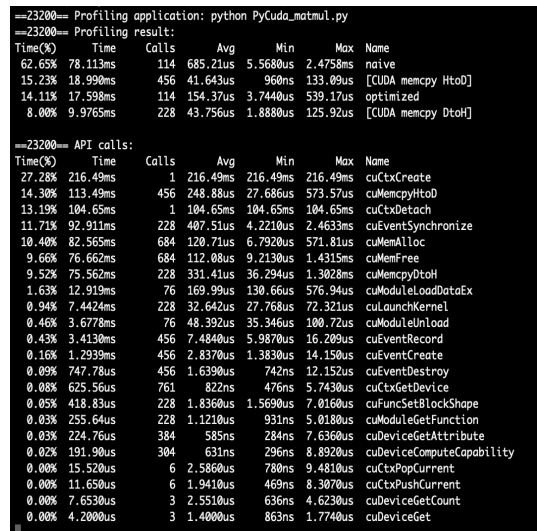 ==23200== Profiling application: python PyCuda_matmul.py
==23200== Profiling result:
Time(%) Time Calls Avg Min Max Name
62.65% 78.113ms 114 685.21us 5.5680us 2.4758ms naive
15.23% 18.990ms 456 41.643us 960ns 133.09us [CUDA memcpy HtoD]
14.11% 17.598ms 114 154.37us 3.7440us 539.17us optimized
8.00% 9.9765ms 228 43.756us 1.8880us 125.92us [CUDA memcpy DtoH]
==23200== API calls:
Time(%) Time Calls Avg Min Max Name
27.28% 216.49ms 1 216.49ms 216.49ms 216.49ms cuCtxCreate
14.30% 113.49ms 456 248.88us 27.686us 573.57us cuMemcpyHtoD
13.19% 104.65ms 1 104.65ms 104.65ms 104.65ms cuCtxDetach
11.71% 92.911ms 228 407.51us 4.2210us 2.4633ms cuEventSynchronize
10.40% 82.565ms 684 120.71us 6.7920us 571.81us cuMemAlloc
9.66% 76.662ms 684 112.08us 9.2130us 1.4315ms cuMemFree
9.52% 75.562ms 228 331.41us 36.294us 1.3028ms cuMemcpyDtoH
1.63% 12.919ms 76 169.99us 130.66us 576.94us cuModuleLoadDataEx
0.94% 7.4424ms 228 32.642us 27.768us 72.321us cuLaunchKernel
0.46% 3.6778ms 76 48.392us 35.346us 100.72us cuModuleUnload
0.43% 3.4130ms 456 7.4840us 5.9870us 16.209us cuEventRecord
0.16% 1.2939ms 456 2.8370us 1.3830us 14.150us cuEventCreate
0.09% 747.78us 456 1.6390us 742ns 12.152us cuEventDestroy
0.08% 625.56us 761 822ns 476ns 5.7430us cuCtxGetDevice
0.05% 418.83us 228 1.8360us 1.5690us 7.0160us cuFuncSetBlockShape
0.03% 255.64us 228 1.1210us 931ns 5.0180us cuModuleGetFunction
0.03% 224.76us 384 585ns 284ns 7.6360us cuDeviceGetAttribute
0.02% 191.90us 304 631ns 296ns 8.8920us cuDeviceComputeCapability
0.00% 15.520us 6 2.5860us 780ns 9.4810us cuCtxPopCurrent
0.00% 11.650us 6 1.9410us 469ns 8.3070us cuCtxPushCurrent
0.00% 7.6530us 3 2.5510us 636ns 4.6230us cuDeviceGetCount
0.00% 4.2000us 3 1.4000us 863ns 1.7740us cuDeviceGet